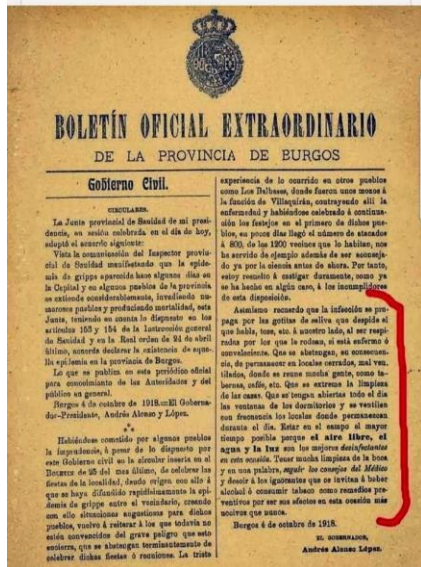 BOLETÍN OFICIAL EXTRAORDINARIO
DE LA PROVINCIA DE BURGOS
Gobierno Civil.
CIRCULARES.
La Junta provincial de Sanidad de mi presi-
dencia, en sesión celebrada en el día de hoy,
adoptó el acuerdo siguiente:
Vista la comunicación del Inspector provin-
cial de Sanidad manifestando que la epide-
mia de grippe aparecida hace algunos días en
la Capital y en algunos pueblos de la provincia
se extiende considerablemente, invadiendo nu-
merosos pueblos y produciendo mortalidad, esta
Junta, teniendo en cuenta lo dispuesto en los
artículos 153 y 154 de la Instrucción general
de Sanidad y en la Real orden de 24 de abril
último, acuerda declarar la existencia de aque-
lla epidemia en la provincia de Burgos.
Lo que se publica en este periódico oficial
para conocimiento de las Autoridades y del
público en general.
Burgos 4 de octubre de 1918.=El Goberna-
dor-Presidente, Andrés Alonso y López.
Habiéndose cometido por algunos pueblos
la imprudencia, á pesar de lo dispuesto por
este Gobierno civil en la circular inserta en el
BOLETÍN de 25 del mes último, de celebrar las
fiestas de la localidad, dando origen con ello á
que se haya difundido rapidísimamente la epi-
demia de grippe entre el vecindario, creando
con ello situaciones angustiosas para dichos
pueblos, vuelvo á reiterar á los que todavía no
estén convencidos del grave peligro que esto
encierra, que se abstengan terminantemente de
celebrar dichas fiestas ó reuniones. La triste
experiencia de lo ocurrido en otros pueblos
como Los Balbases, donde fueron unos mozos á
la función de Villaquirán, contrayendo allí la
enfermedad y habiéndose celebrado á continua-
ción los festejos en el primero de dichos pue-
blos, en pocos días llegó el número de atacados
á 800, de los 1200 vecinos que lo habitan, nos
ha servido de ejemplo además de ser aconseja-
do ya por la ciencia antes de ahora. Por tanto,
estoy resuelto á castigar duramente, como ya
se ha hecho en algún caso, á los incumplidores
de esta disposición.
Asimismo recuerdo que la infección se pro-
paga por las gotitas de saliva que despide el
que habla, tose, etc. á nuestro lado, al ser respi-
radas por los que le rodean, si está enfermo ó
convaleciente. Que se abstengan, en consecuen-
cia, de permanecer en locales cerrados, mal ven-
tilados, donde se reune mucha gente, como ta-
bernas, cafés, etc. Que se extreme la limpieza
de las casas. Que se tengan abiertas todo el día
las ventanas de los dormitorios y se ventilen
con frecuencia los locales donde permanezcan
durante el día. Estar en el campo el mayor
tiempo posible porque el aire libre, el
agua y la luz son los mejores desinfectantes
en esta ocasión. Tener mucha limpieza de la boca
y en una palabra, seguir los consejos del Médico
y desoir á los ignorantes que os invitan á beber
alcohol ó consumir tabaco como remedios pre-
ventivos por ser sus efectos en esta ocasión más
nocivos que nunca.
Burgos 4 de octubre de 1918.
EL GOBERNADOR,
Andrés Alonso López.